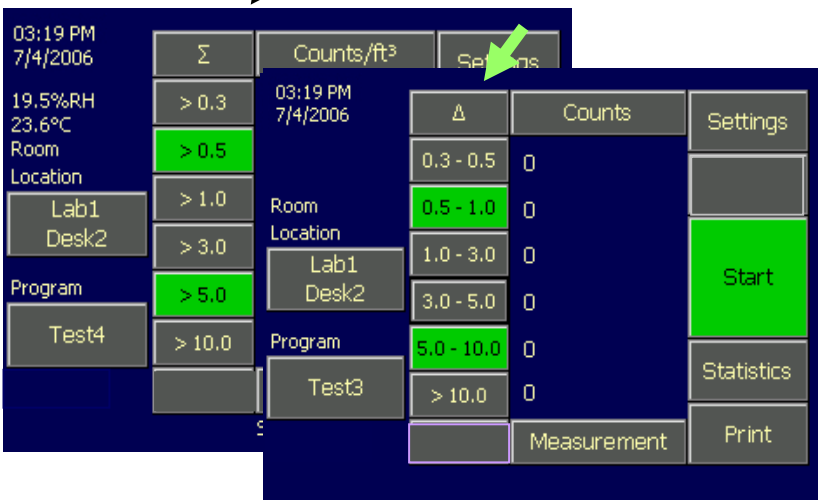 03:19 PM
7/4/2006
Σ
Counts/ft³
19.5%RH
23.6°C
Room
Location
Lab1
Desk2
Program
Test4
> 0.3
> 0.5
> 1.0
> 3.0
> 5.0
> 10.0
03:19 PM
7/4/2006
Δ
Counts
Settings
Room
Location
Lab1
Desk2
Program
Test3
0.3 - 0.5 0
0.5 - 1.0 0
1.0 - 3.0 0
3.0 - 5.0 0
5.0 - 10.0 0
> 10.0 0
Start
Statistics
Measurement
Print